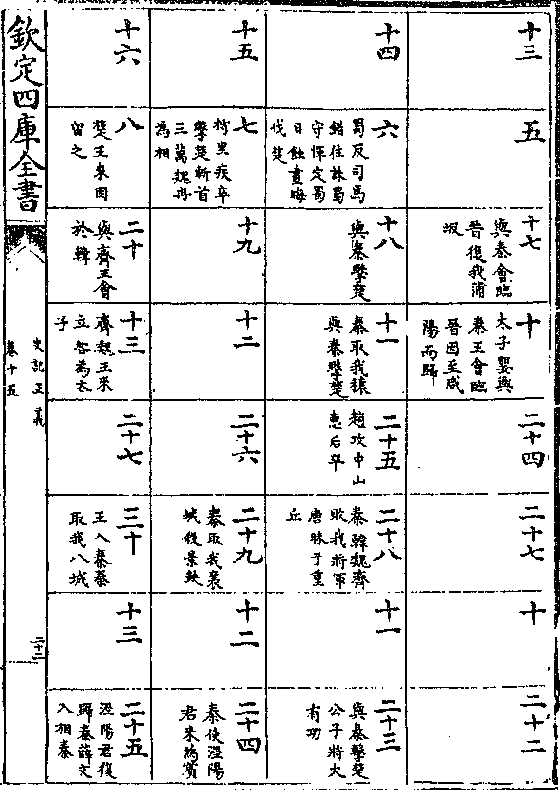 十三
五
十七
與秦會臨
晉復我蒲
坂
十
太子嬰與
秦王會臨
晉因至咸
陽而歸
二十四
二十七
十
二十二
十四
六
蜀反司馬
錯往誅蜀
守煇定蜀
日蝕晝晦
伐楚
十八
與秦擊楚
十一
秦取我穰
與秦擊楚
二十五
趙攻中山
惠后卒
二十八
秦韓魏齊
敗我將軍
唐昧于重
丘
十一
二十三
與秦擊楚
公子將大
有功
十五
七
樗里疾卒
擊楚斬首
三萬魏冉
為相
十九
十二
二十六
二十九
秦取我襄
城殺景缺
十二
二十四
秦使涇陽
君來為質
十六
八
楚王來因
留之
二十
與齊王會
於韓
十三
齊魏王來
立咎為太
子
二十七
三十
王入秦秦
取我八城
十三
二十五
涇陽君復
歸秦薛文
入相秦
欽定四庫全書
史記正義
卷十五
二十二